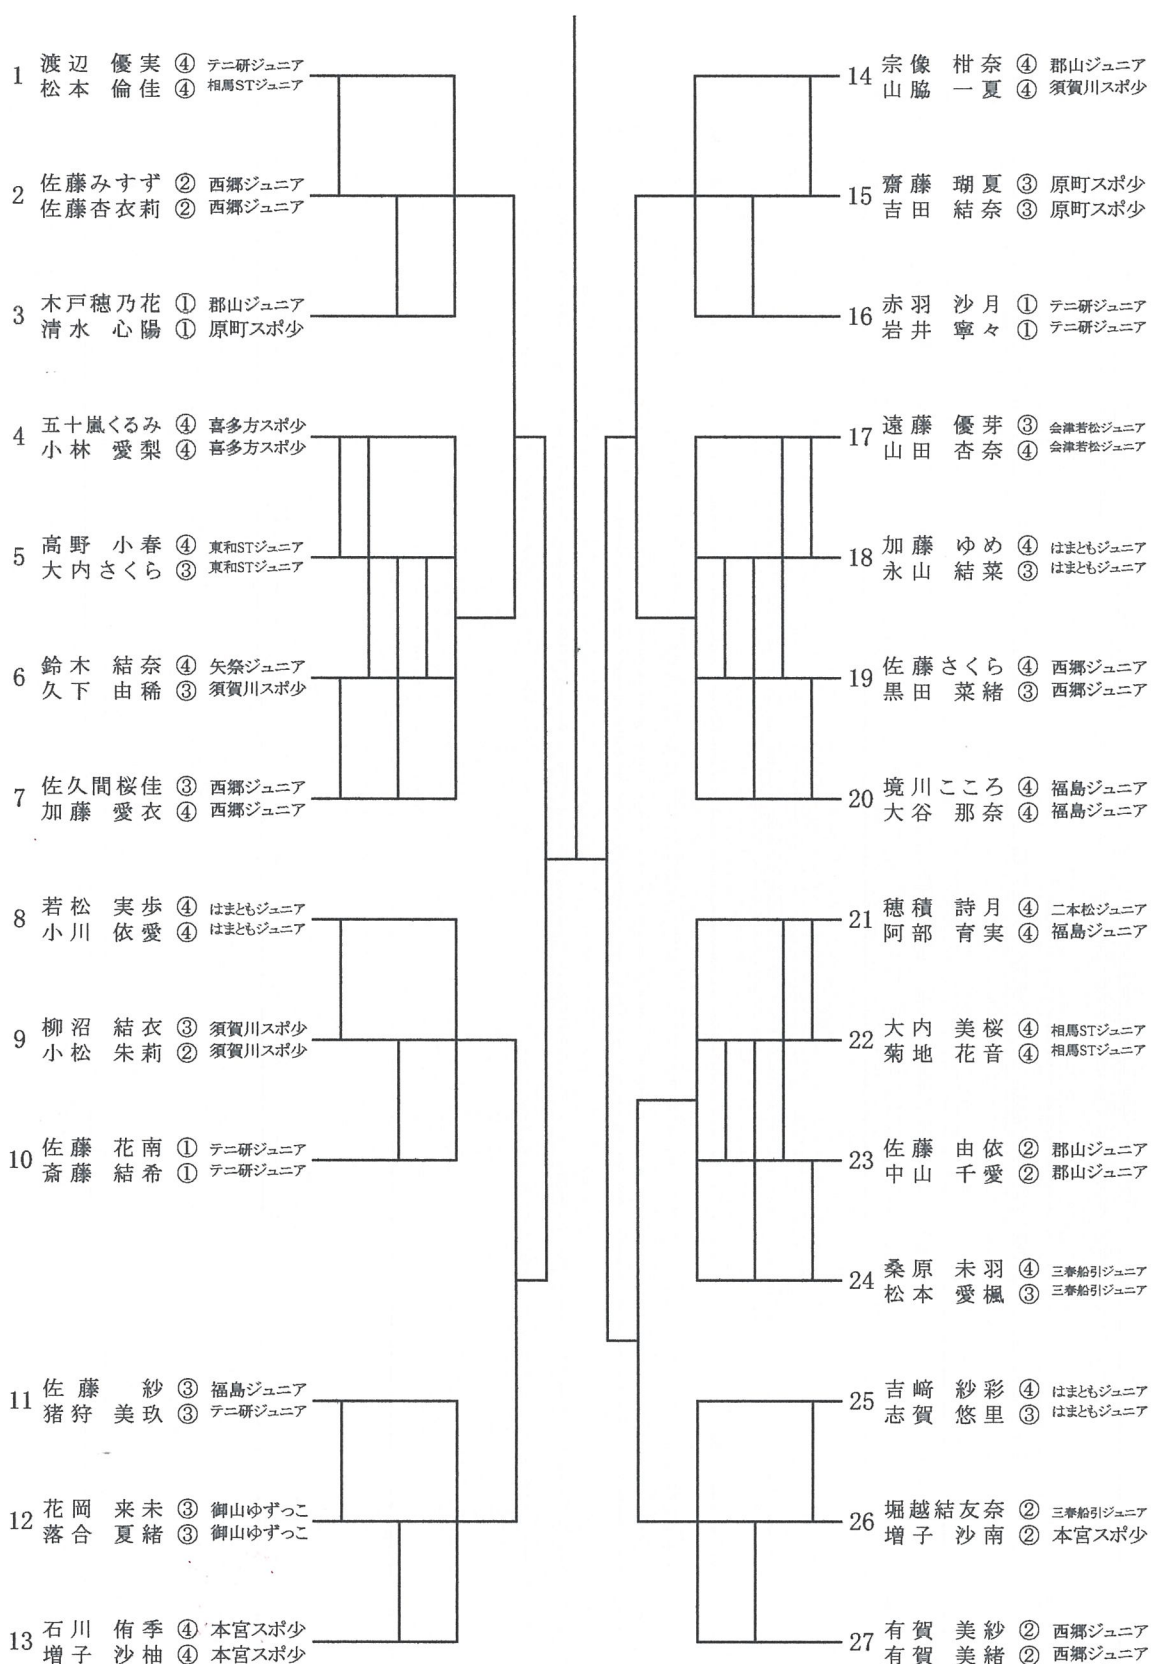 1 渡辺 優実 ④ テニ研ジュニア
松本 倫佳 ④ 相馬STジュニア
2 佐藤みすず ② 西郷ジュニア
佐藤杏衣莉 ② 西郷ジュニア
3 木戸穂乃花 ① 郡山ジュニア
清水 心陽 ① 原町スポ少
4 五十嵐くるみ ④ 喜多方スポ少
小林 愛梨 ④ 喜多方スポ少
5 高野 小春 ④ 東和STジュニア
大内さくら ③ 東和STジュニア
6 鈴木 結奈 ④ 矢祭ジュニア
久下 由稀 ③ 須賀川スポ少
7 佐久間桜佳 ③ 西郷ジュニア
加藤 愛衣 ④ 西郷ジュニア
8 若松 実歩 ④ はまともジュニア
小川 依愛 ④ はまともジュニア
9 柳沼 結衣 ③ 須賀川スポ少
小松 朱莉 ② 須賀川スポ少
10 佐藤 花南 ① テニ研ジュニア
斎藤 結希 ① テニ研ジュニア
11 佐藤 紗 ③ 福島ジュニア
猪狩 美玖 ③ テニ研ジュニア
12 花岡 来未 ③ 御山ゆずっこ
落合 夏緒 ③ 御山ゆずっこ
13 石川 侑季 ④ 本宮スポ少
増子 沙柚 ④ 本宮スポ少
14 宗像 柑奈 ④ 郡山ジュニア
山脇 一夏 ④ 須賀川スポ少
15 齋藤 瑚夏 ③ 原町スポ少
吉田 結奈 ③ 原町スポ少
16 赤羽 沙月 ① テニ研ジュニア
岩井 寧々 ① テニ研ジュニア
17 遠藤 優芽 ③ 会津若松ジュニア
山田 杏奈 ④ 会津若松ジュニア
18 加藤 ゆめ ④ はまともジュニア
永山 結菜 ③ はまともジュニア
19 佐藤さくら ④ 西郷ジュニア
黒田 菜緒 ③ 西郷ジュニア
20 境川こころ ④ 福島ジュニア
大谷 那奈 ④ 福島ジュニア
21 穂積 詩月 ④ 二本松ジュニア
阿部 育実 ④ 福島ジュニア
22 大内 美桜 ④ 相馬STジュニア
菊地 花音 ④ 相馬STジュニア
23 佐藤 由依 ② 郡山ジュニア
中山 千愛 ② 郡山ジュニア
24 桑原 未羽 ④ 三春船引ジュニア
松本 愛楓 ③ 三春船引ジュニア
25 吉﨑 紗彩 ④ はまともジュニア
志賀 悠里 ③ はまともジュニア
26 堀越結友奈 ② 三春船引ジュニア
増子 沙南 ② 本宮スポ少
27 有賀 美紗 ② 西郷ジュニア
有賀 美緒 ② 西郷ジュニア